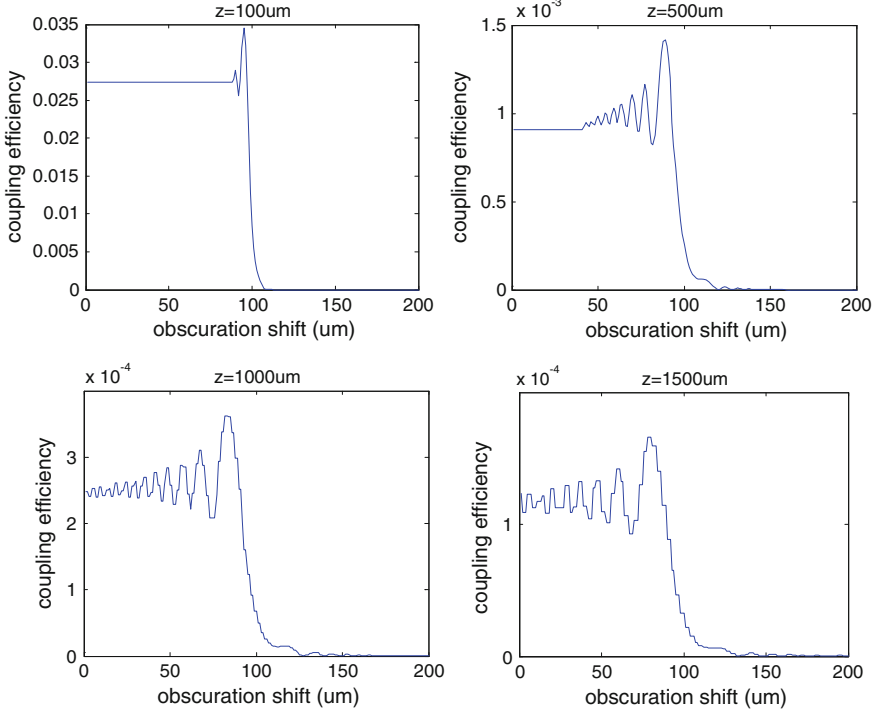 z=100um
0.035
0.03
0.025
0.02
0.015
0.01
0.005
0
coupling efficiency
0 50 100 150 200
obscuration shift (um)
x 10-3
z=500um
1.5
1
0.5
0
coupling efficiency
0 50 100 150 200
obscuration shift (um)
x 10-4
z=1000um
3
2
1
0
coupling efficiency
0 50 100 150 200
obscuration shift (um)
x 10-4
z=1500um
1
0
coupling efficiency
0 50 100 150 200
obscuration shift (um)